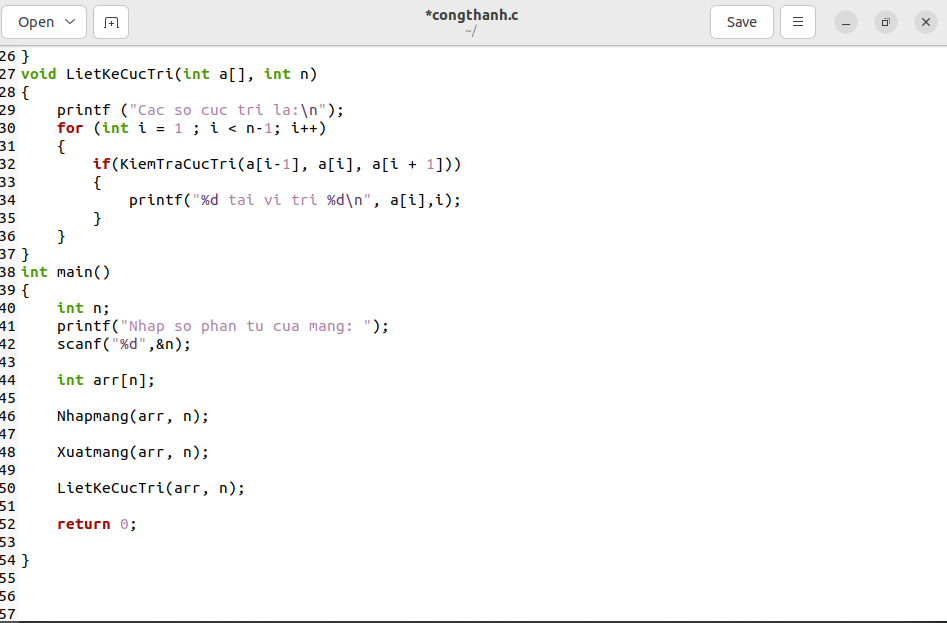 Open
*congthanh.c
~/
Save
26 }
27 void LietKeCucTri(int a[], int n)
28 {
29     printf ("Cac so cuc tri la:\n");
30     for (int i = 1 ; i < n-1; i++)
31     {
32         if(KiemTraCucTri(a[i-1], a[i], a[i + 1]))
33         {
34             printf("%d tai vi tri %d\n", a[i],i);
35         }
36     }
37 }
38 int main()
39 {
40     int n;
41     printf("Nhap so phan tu cua mang: ");
42     scanf("%d",&n);
43
44     int arr[n];
45
46     Nhapmang(arr, n);
47
48     Xuatmang(arr, n);
49
50     LietKeCucTri(arr, n);
51
52     return 0;
53
54 }
55
56
57